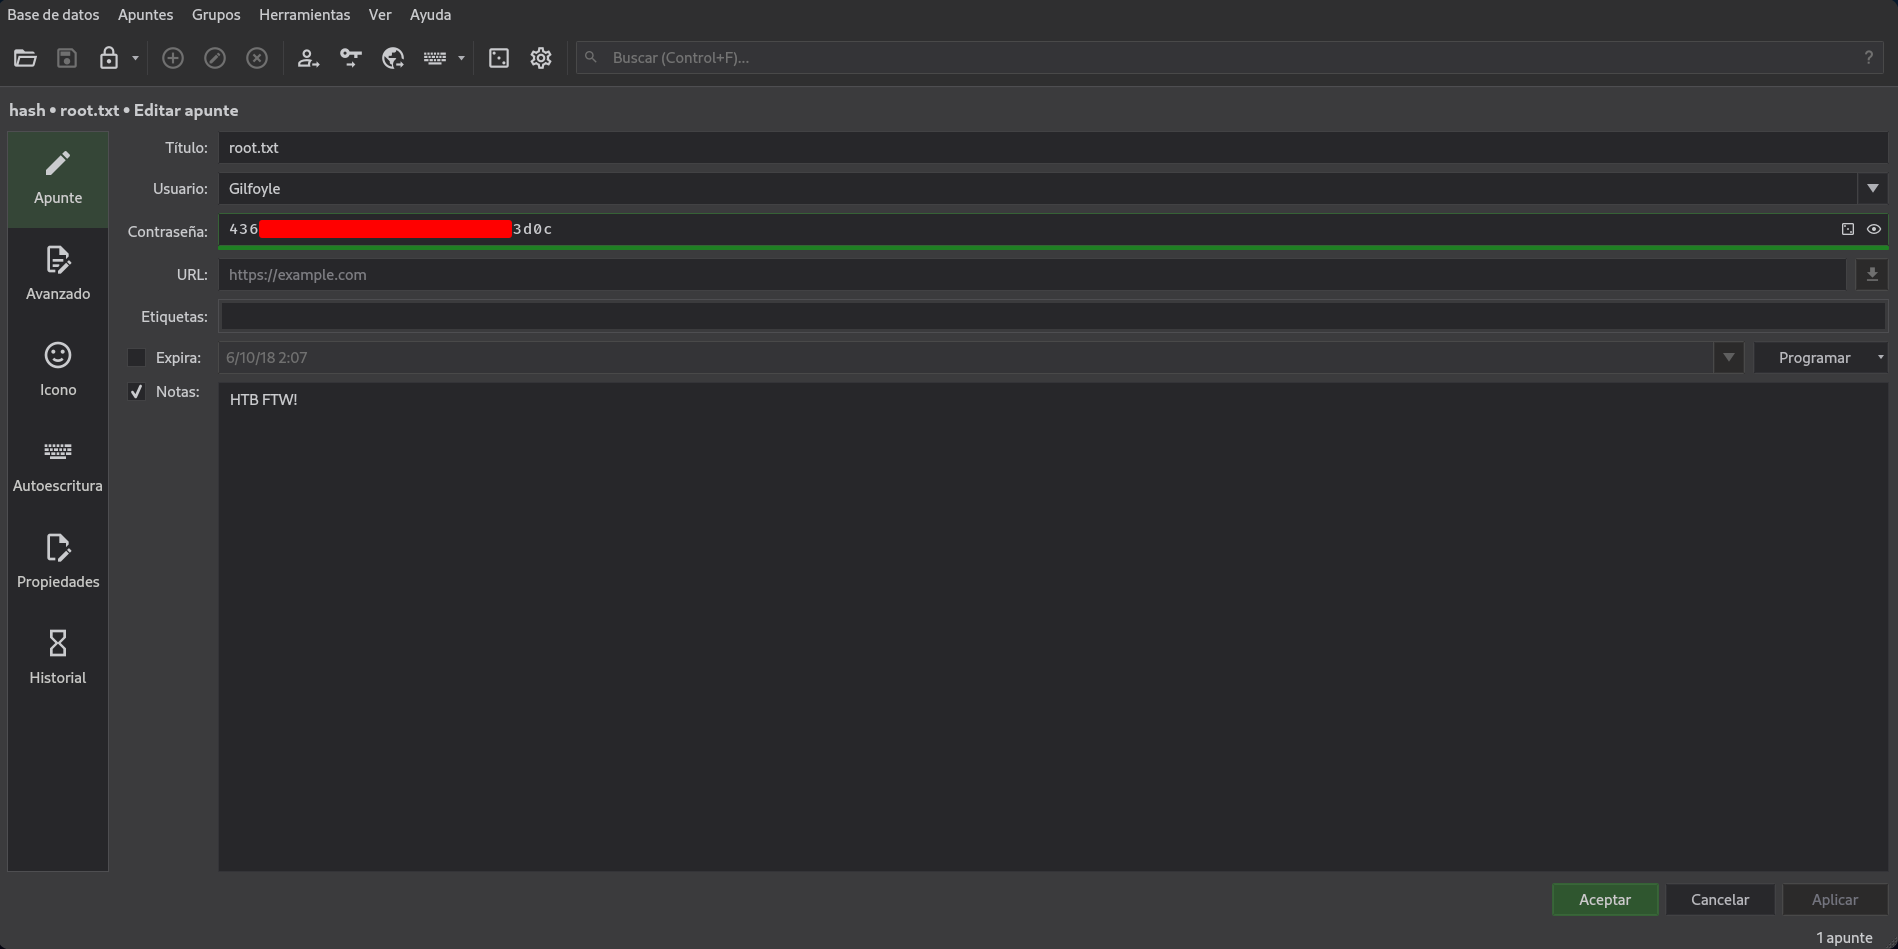 Base de datos Apuntes Grupos Herramientas Ver Ayuda
Buscar (Control+F)... ?
hash • root.txt • Editar apunte
Título: root.txt
Usuario: Gilfoyle
Contraseña: 436 3d0c
URL: https://example.com
Etiquetas:
Expira: 6/10/18 2:07 Programar
Notas: HTB FTW!
Apunte
Avanzado
Icono
Autoescritura
Propiedades
Historial
Aceptar Cancelar Aplicar
1 apunte